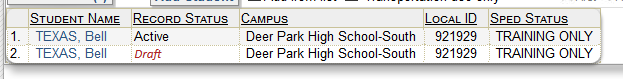 Student Name Record Status Campus Local ID Sped Status
1. TEXAS, Bell Active Deer Park High School-South 921929 TRAINING ONLY
2. TEXAS, Bell Draft Deer Park High School-South 921929 TRAINING ONLY